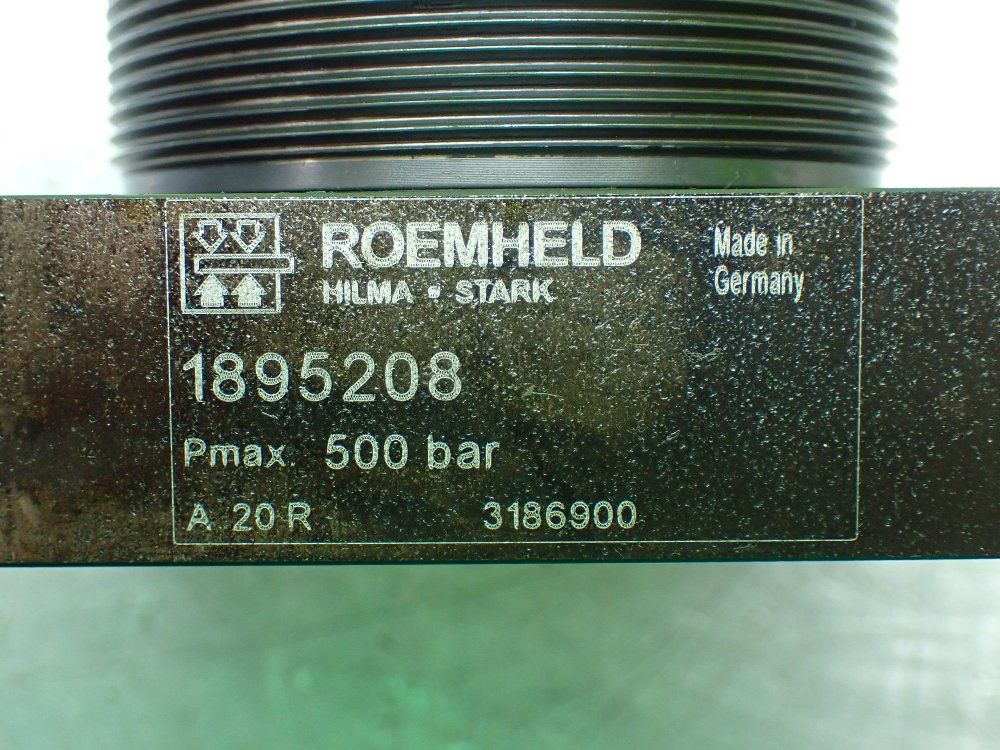 ROEMHELD
HILMA • STARK
Made in
Germany
1895208
Pmax. 500 bar
A 20 R 3186900